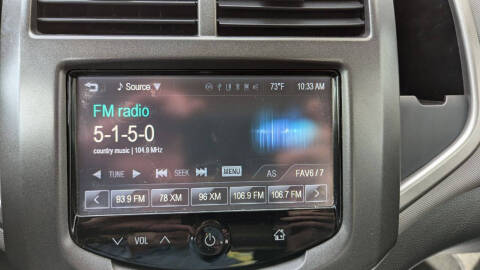 Source 73°F 10:33 AM
FM radio
5-1-5-0
country music | 104.9 MHz
TUNE SEEK MENU AS FAV6 / 7
93.9 FM 78 XM 96 XM 106.9 FM 106.7 FM
VOL